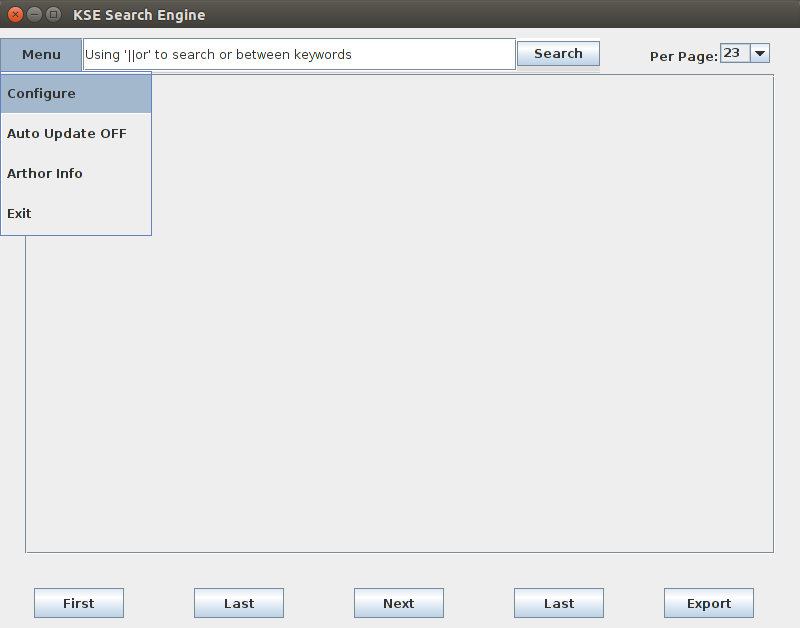 KSE Search Engine
Menu
Using '||or' to search or between keywords
Search
Per Page:
23
Configure
Auto Update OFF
Arthor Info
Exit
First
Last
Next
Last
Export